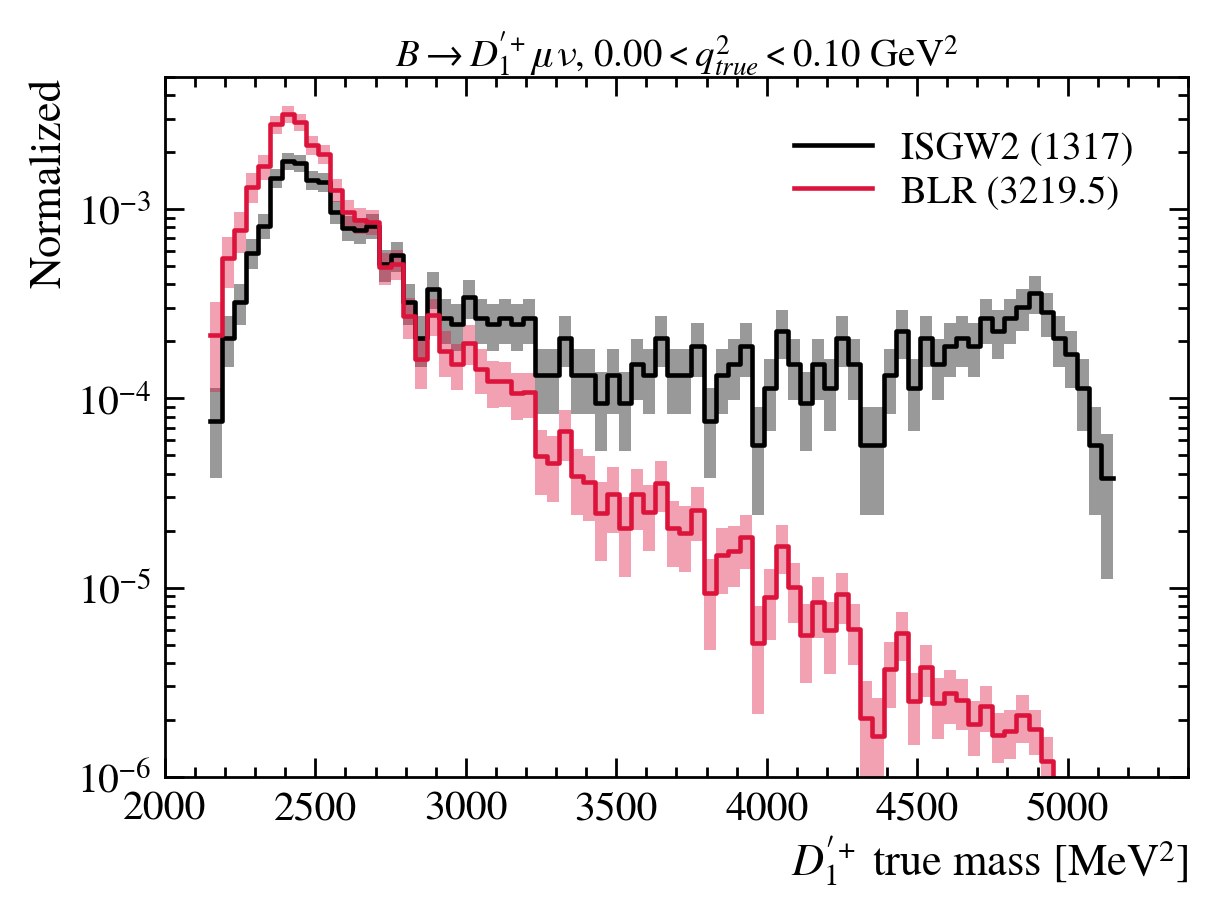 B → D₁′⁺ μ ν, 0.00 < q²ₜᵣᵤₑ < 0.10 GeV²
Normalized
ISGW2 (1317)
BLR (3219.5)
10⁻³
10⁻⁴
10⁻⁵
10⁻⁶
2000 2500 3000 3500 4000 4500 5000
D₁′⁺ true mass [MeV²]